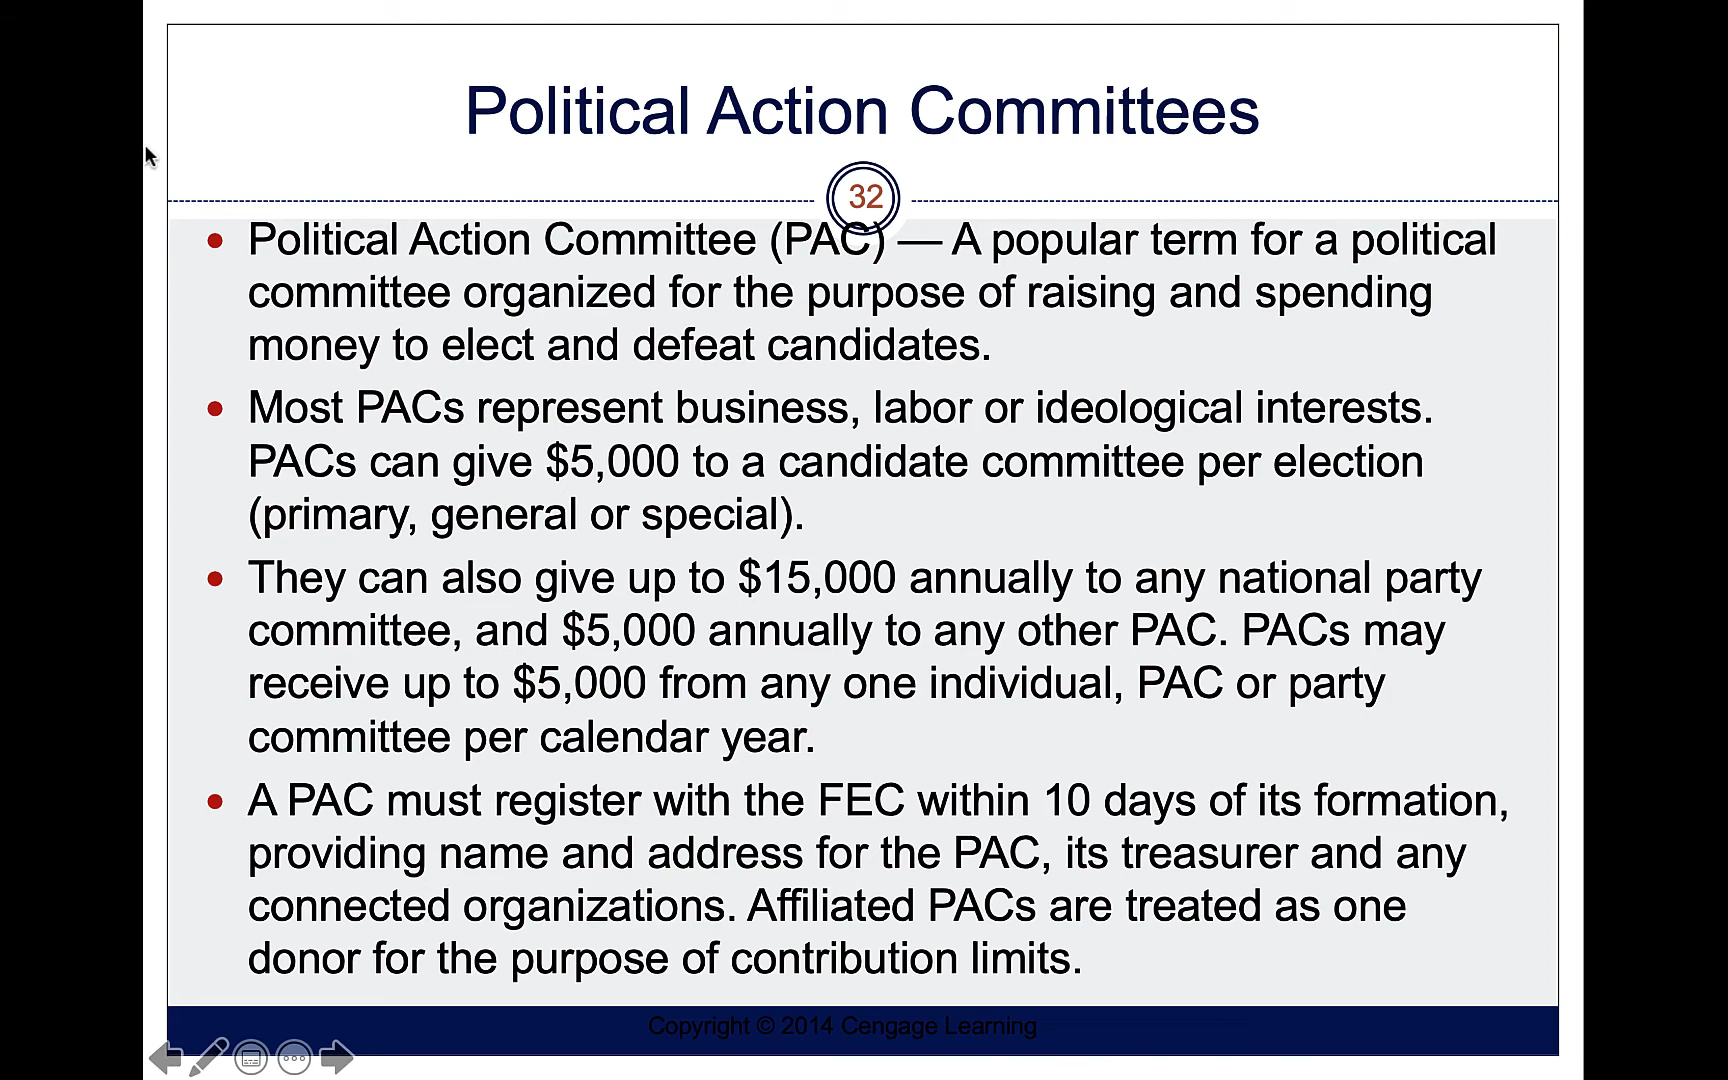 Political Action Committees
32
• Political Action Committee (PAC) — A popular term for a political
committee organized for the purpose of raising and spending
money to elect and defeat candidates.
• Most PACs represent business, labor or ideological interests.
PACs can give $5,000 to a candidate committee per election
(primary, general or special).
• They can also give up to $15,000 annually to any national party
committee, and $5,000 annually to any other PAC. PACs may
receive up to $5,000 from any one individual, PAC or party
committee per calendar year.
• A PAC must register with the FEC within 10 days of its formation,
providing name and address for the PAC, its treasurer and any
connected organizations. Affiliated PACs are treated as one
donor for the purpose of contribution limits.
Copyright © 2014 Cengage Learning